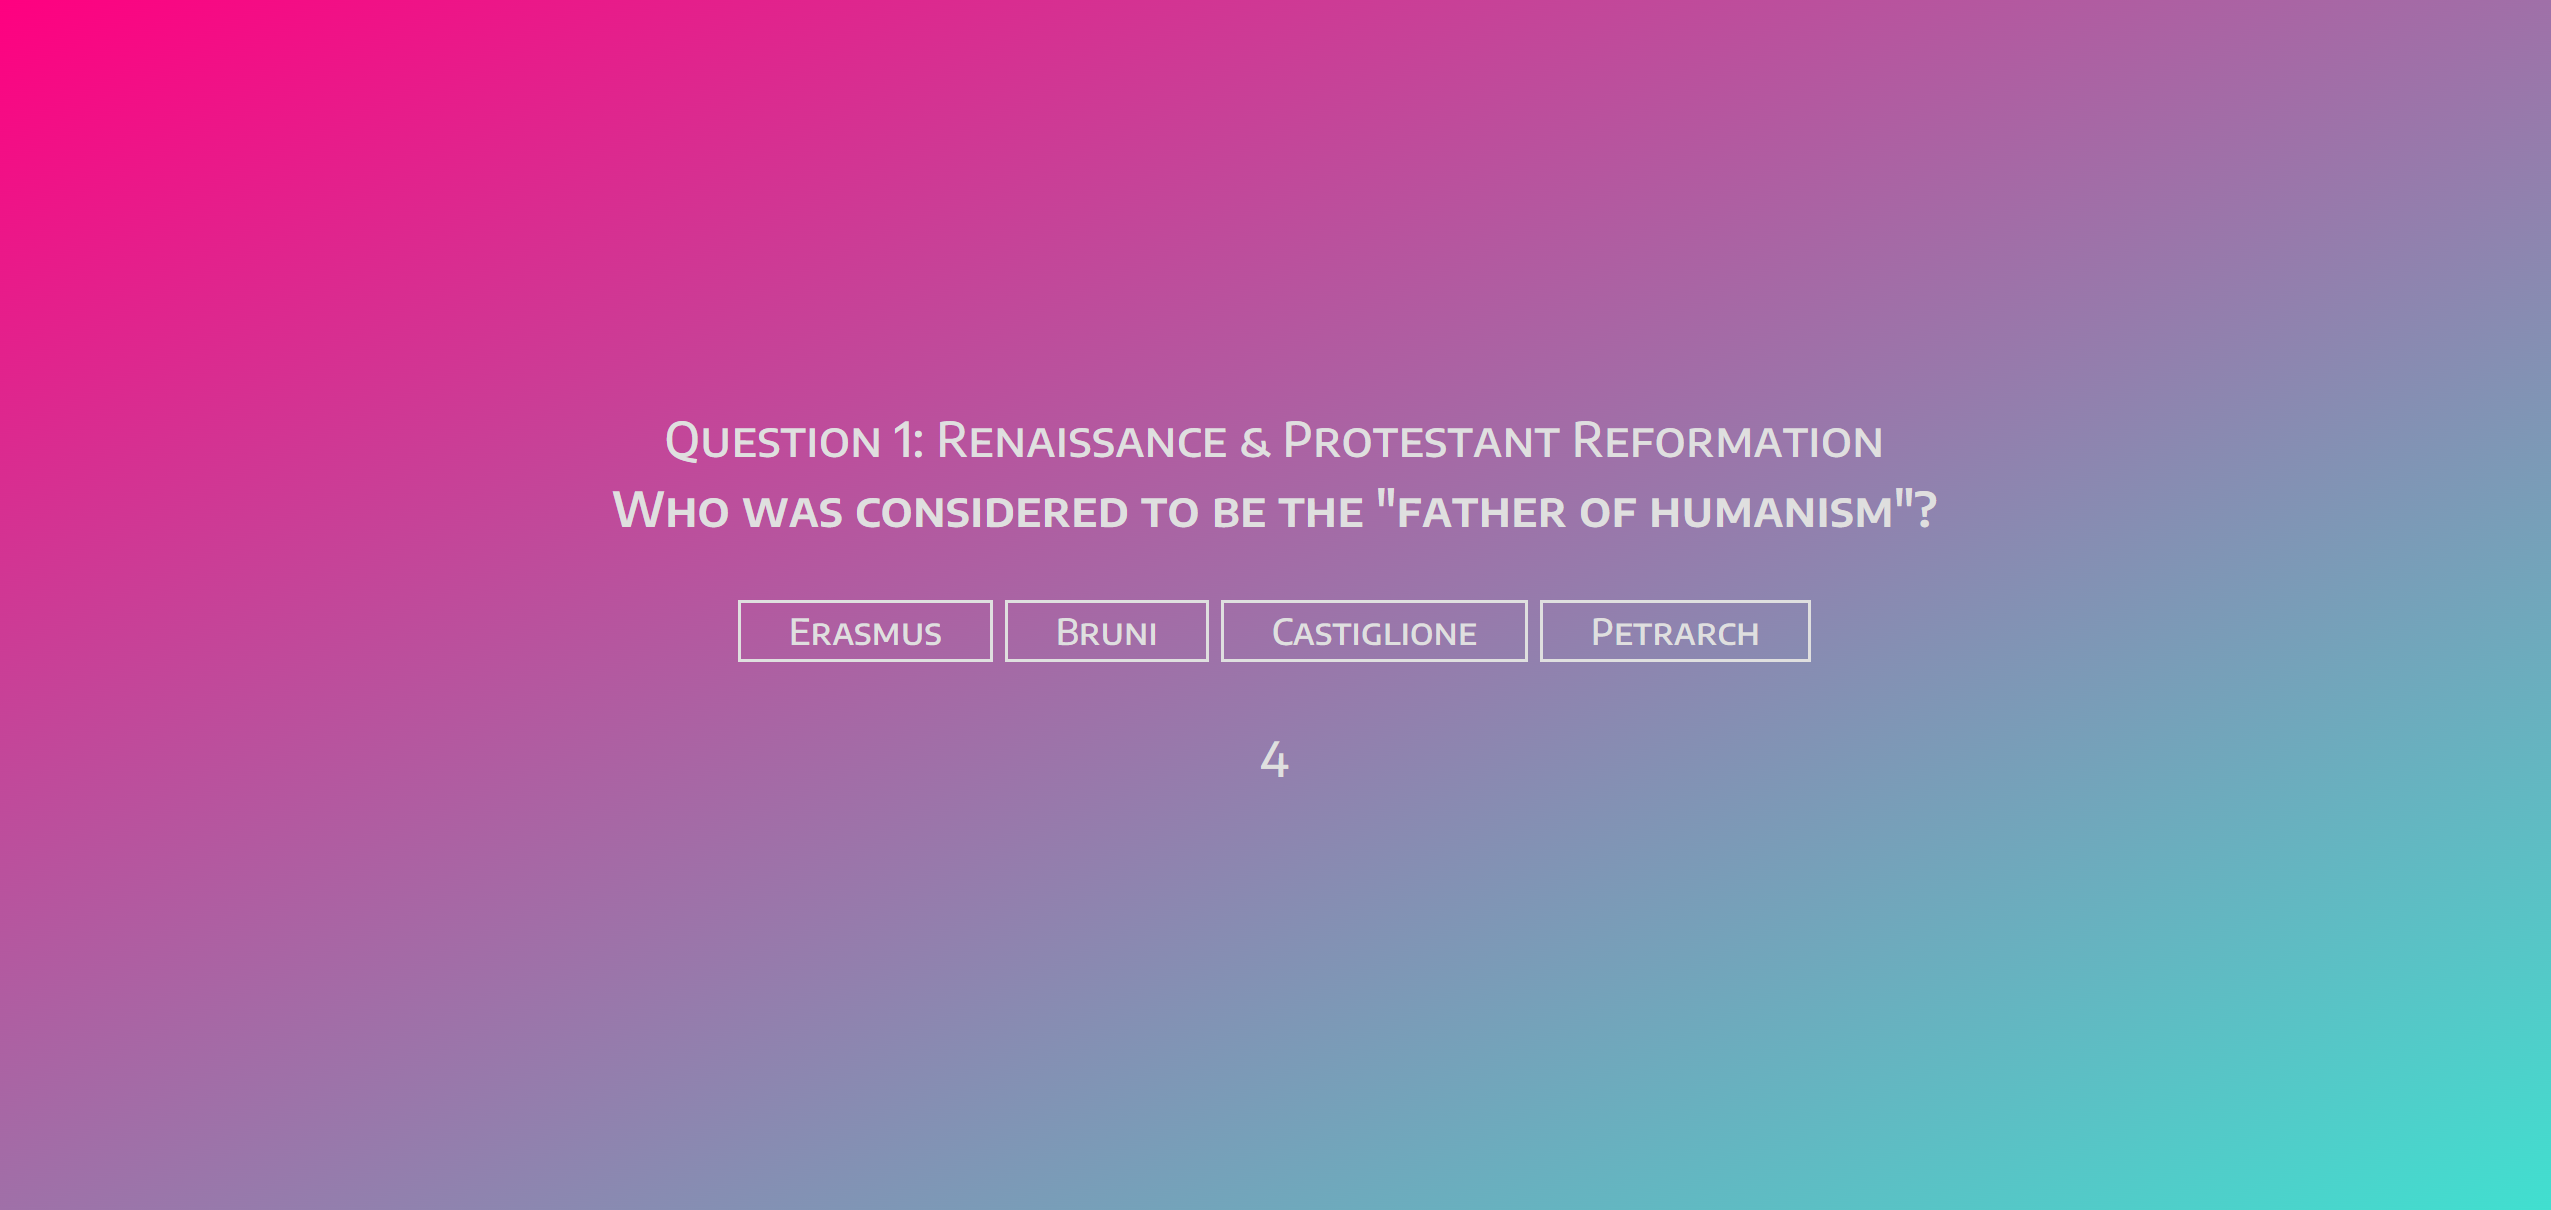 Question 1: Renaissance & Protestant Reformation
Who was considered to be the "father of humanism"?
Erasmus
Bruni
Castiglione
Petrarch
4